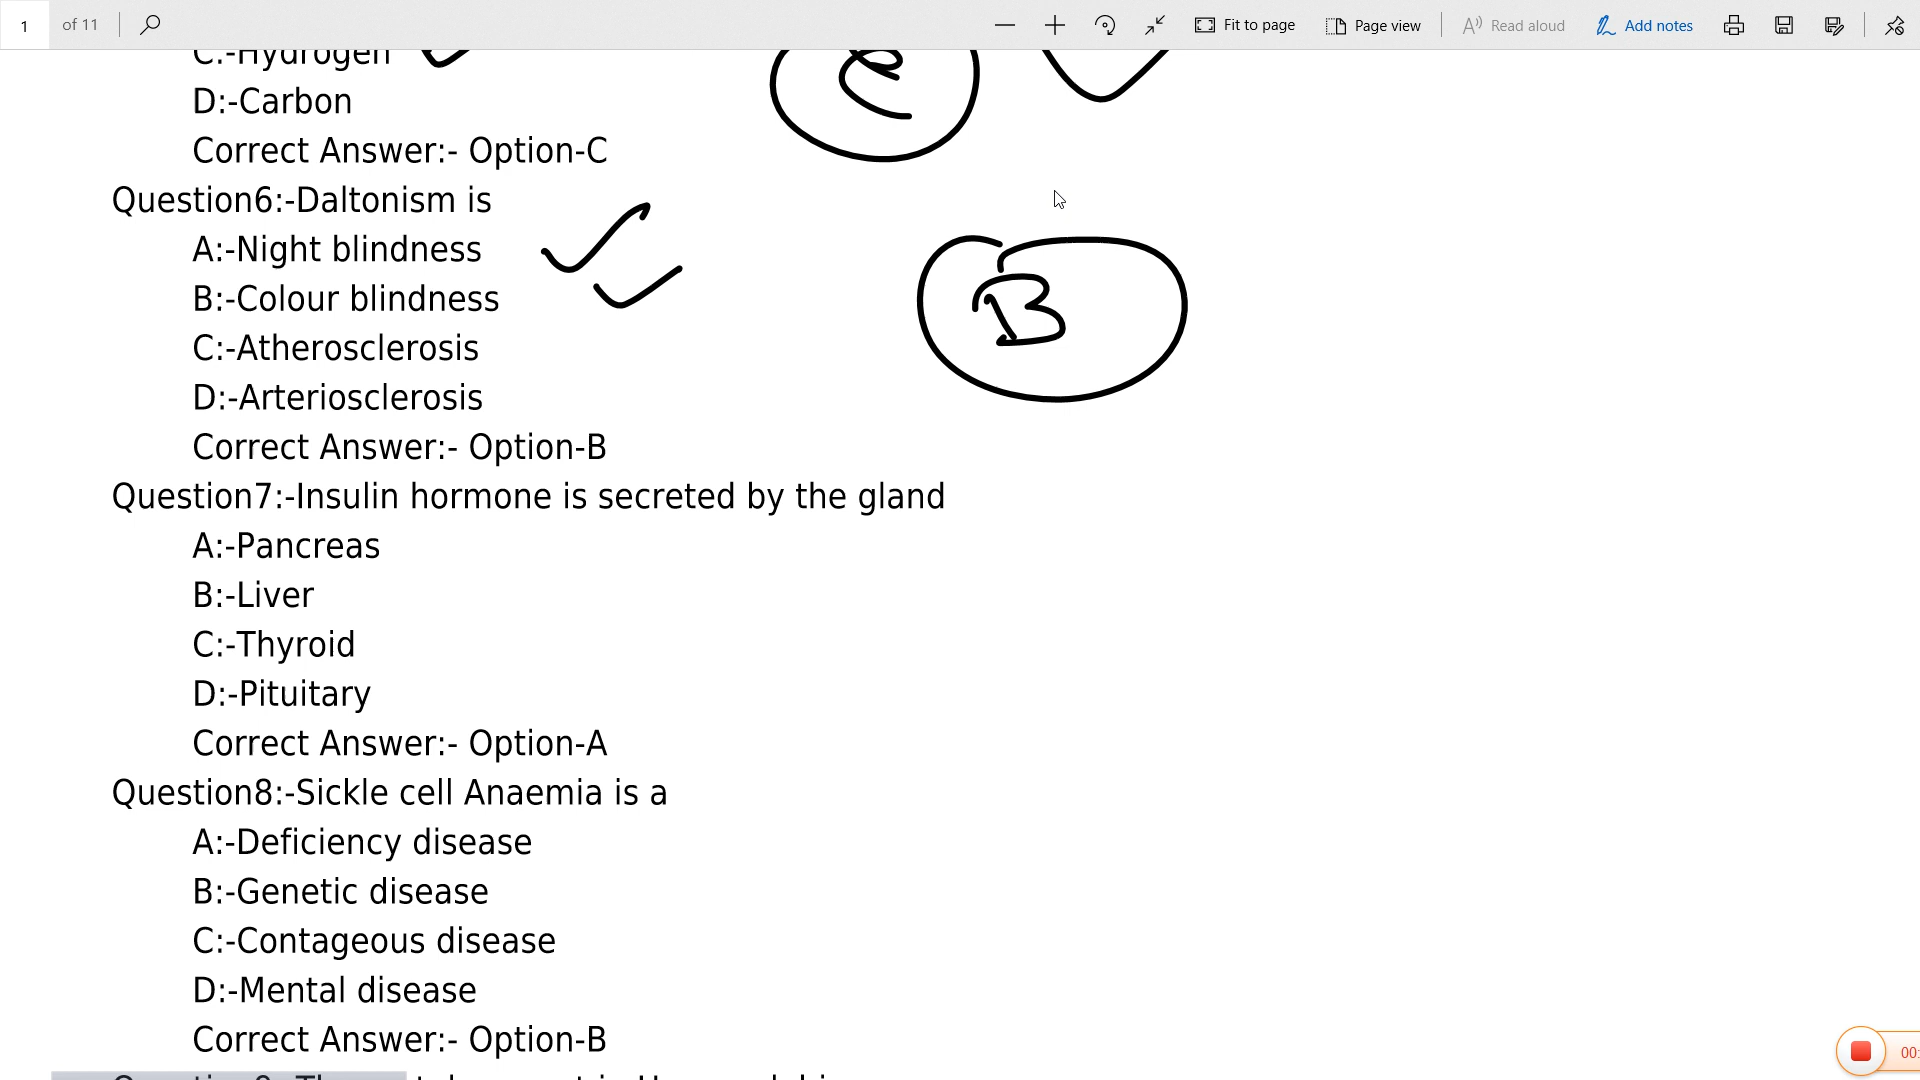 1 of 11 Fit to page Page view Read aloud Add notes
C:-Hydrogen
D:-Carbon
Correct Answer:- Option-C
Question6:-Daltonism is
A:-Night blindness
B:-Colour blindness
B
C:-Atherosclerosis
D:-Arteriosclerosis
Correct Answer:- Option-B
Question7:-Insulin hormone is secreted by the gland
A:-Pancreas
B:-Liver
C:-Thyroid
D:-Pituitary
Correct Answer:- Option-A
Question8:-Sickle cell Anaemia is a
A:-Deficiency disease
B:-Genetic disease
C:-Contageous disease
D:-Mental disease
Correct Answer:- Option-B
00: